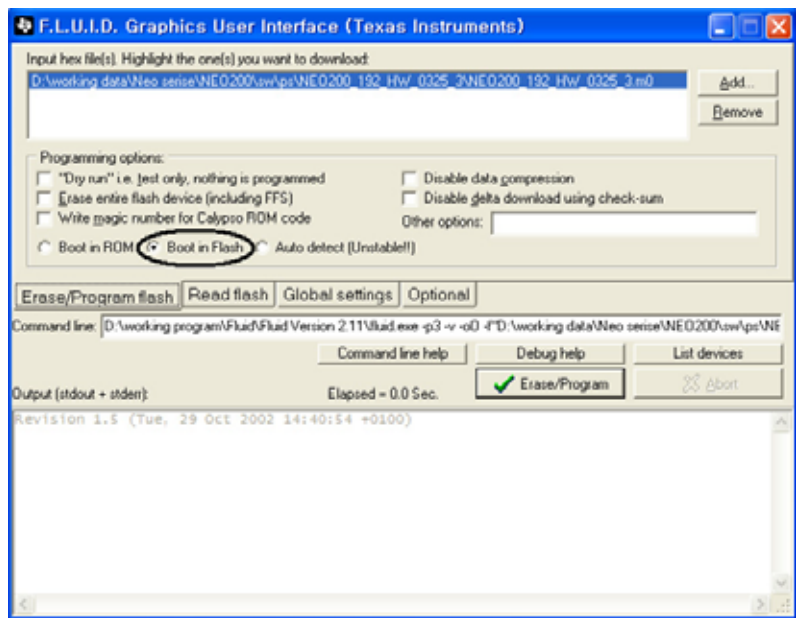 F.L.U.I.D. Graphics User Interface (Texas Instruments)
Input hex file(s). Highlight the one(s) you want to download:
D:\working data\Neo serise\NEO200\sw\ps\NEO200_192_HW_0325_3\NEO200_192_HW_0325_3.m0
Add...
Remove
Programming options:
"Dry run" i.e. test only, nothing is programmed
Disable data compression
Erase entire flash device (including FFS)
Disable delta download using check-sum
Write magic number for Calypso ROM code
Other options:
Boot in ROM Boot in Flash Auto detect (Unstable!!)
Erase/Program flash Read flash Global settings Optional
Command line: D:\working program\Fluid\Fluid Version 2.11\fluid.exe -p3 -v -oO -f"D:\working data\Neo serise\NEO200\sw\ps\NE
Command line help Debug help List devices
Output (stdout + stderr): Elapsed = 0.0 Sec. Erase/Program Abort
Revision 1.5 (Tue, 29 Oct 2002 14:40:54 +0100)